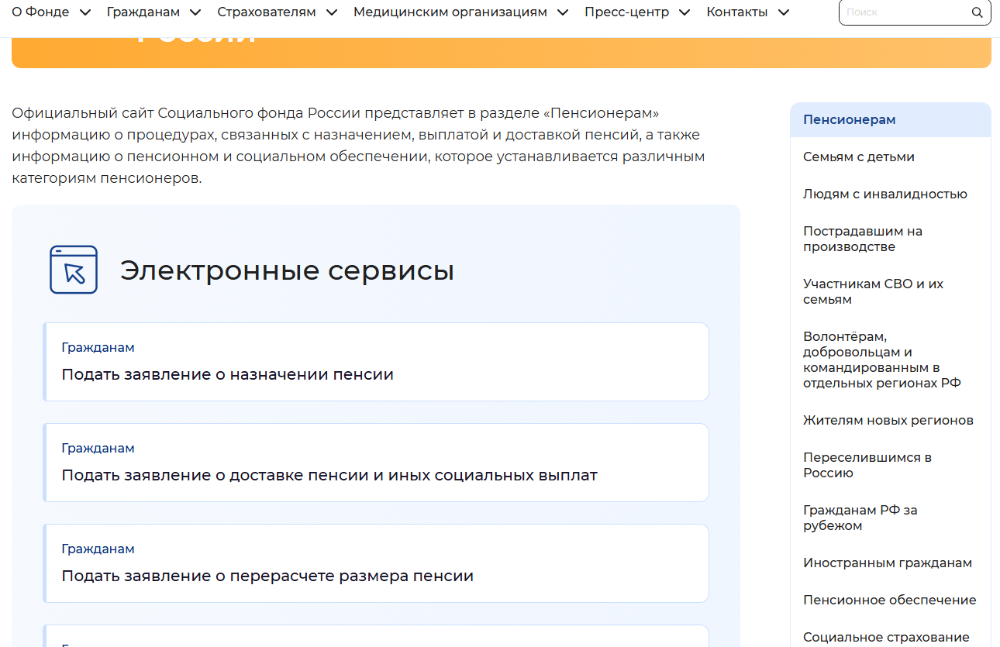 О Фонде Гражданам Страхователям Медицинским организациям Пресс-центр Контакты Поиск
Официальный сайт Социального фонда России представляет в разделе «Пенсионерам»
информацию о процедурах, связанных с назначением, выплатой и доставкой пенсий, а также
информацию о пенсионном и социальном обеспечении, которое устанавливается различным
категориям пенсионеров.
Электронные сервисы
Гражданам
Подать заявление о назначении пенсии
Гражданам
Подать заявление о доставке пенсии и иных социальных выплат
Гражданам
Подать заявление о перерасчете размера пенсии
Пенсионерам
Семьям с детьми
Людям с инвалидностью
Пострадавшим на
производстве
Участникам СВО и их
семьям
Волонтёрам,
добровольцам и
командированным в
отдельных регионах РФ
Жителям новых регионов
Переселившимся в
Россию
Гражданам РФ за
рубежом
Иностранным гражданам
Пенсионное обеспечение
Социальное страхование